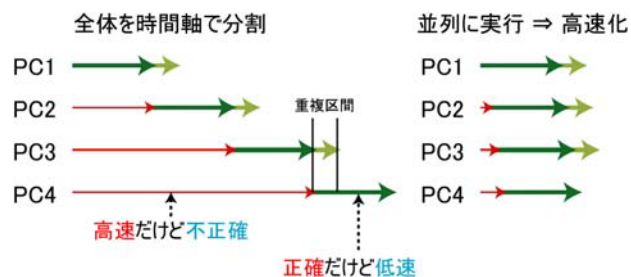 全体を時間軸で分割
PC1
PC2
PC3
PC4
重複区間
高速だけど不正確
正確だけど低速
並列に実行 ⇒ 高速化
PC1
PC2
PC3
PC4